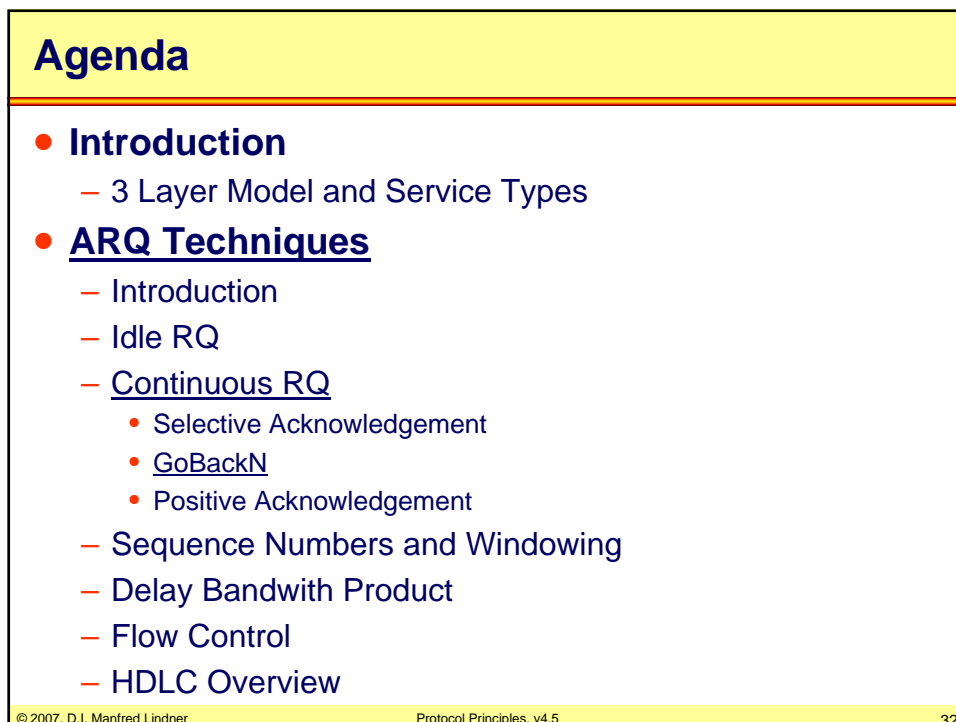 Agenda
• Introduction
– 3 Layer Model and Service Types
• ARQ Techniques
– Introduction
– Idle RQ
– Continuous RQ
• Selective Acknowledgement
• GoBackN
• Positive Acknowledgement
– Sequence Numbers and Windowing
– Delay Bandwith Product
– Flow Control
– HDLC Overview
© 2007, D.I. Manfred Lindner Protocol Principles, v4.5 32